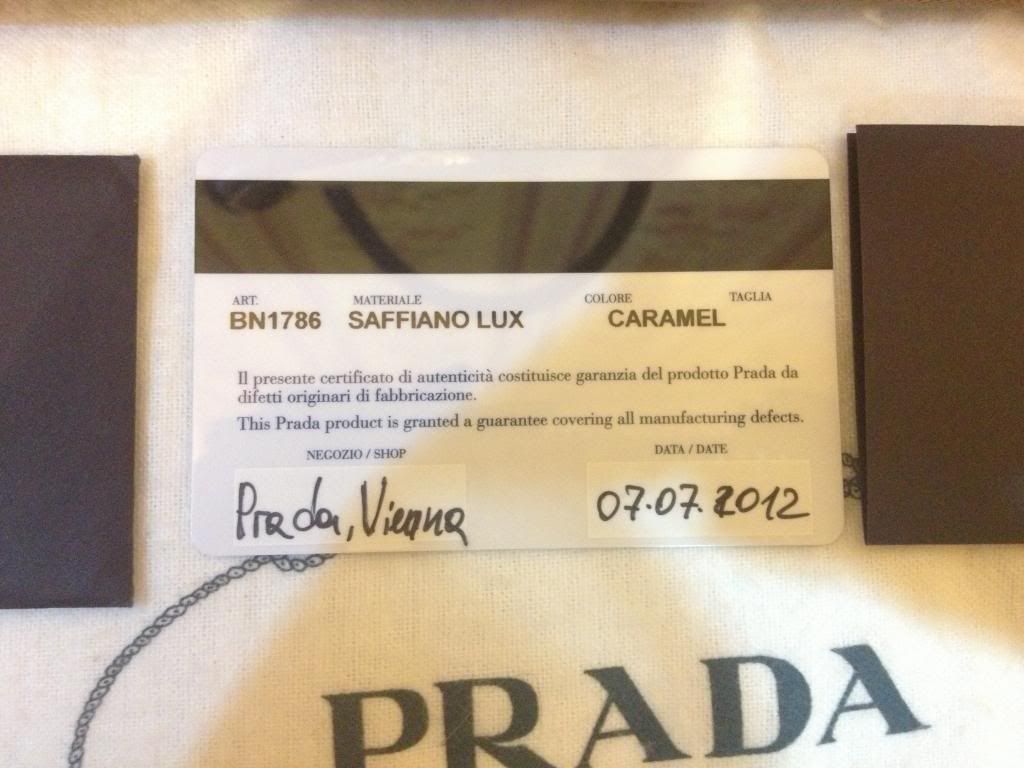 ART. MATERIALE COLORE TAGLIA
BN1786 SAFFIANO LUX CARAMEL
Il presente certificato di autenticità costituisce garanzia del prodotto Prada da
difetti originari di fabbricazione.
This Prada product is granted a guarantee covering all manufacturing defects.
NEGOZIO / SHOP DATA / DATE
Prada, Vienna 07.07.2012
PRADA